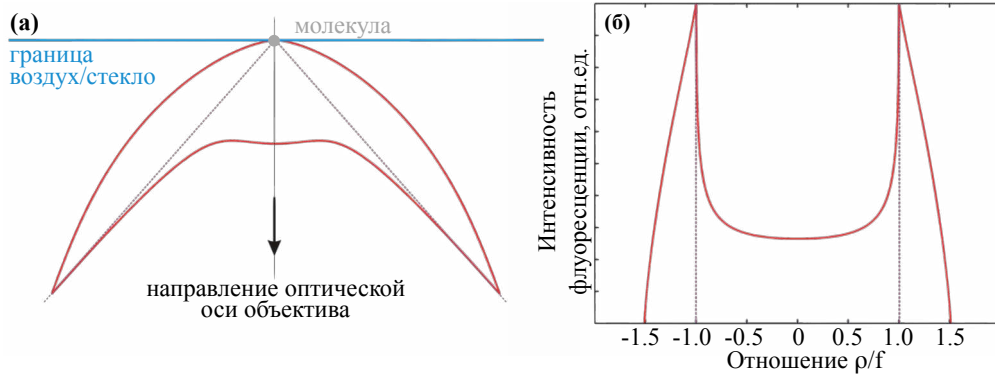 (а)
молекула
граница
воздух/стекло
направление оптической
оси объектива
(б)
Интенсивность
флуоресценции, отн.ед.
-1.5 -1.0 -0.5 0 0.5 1.0 1.5
Отношение ρ/f